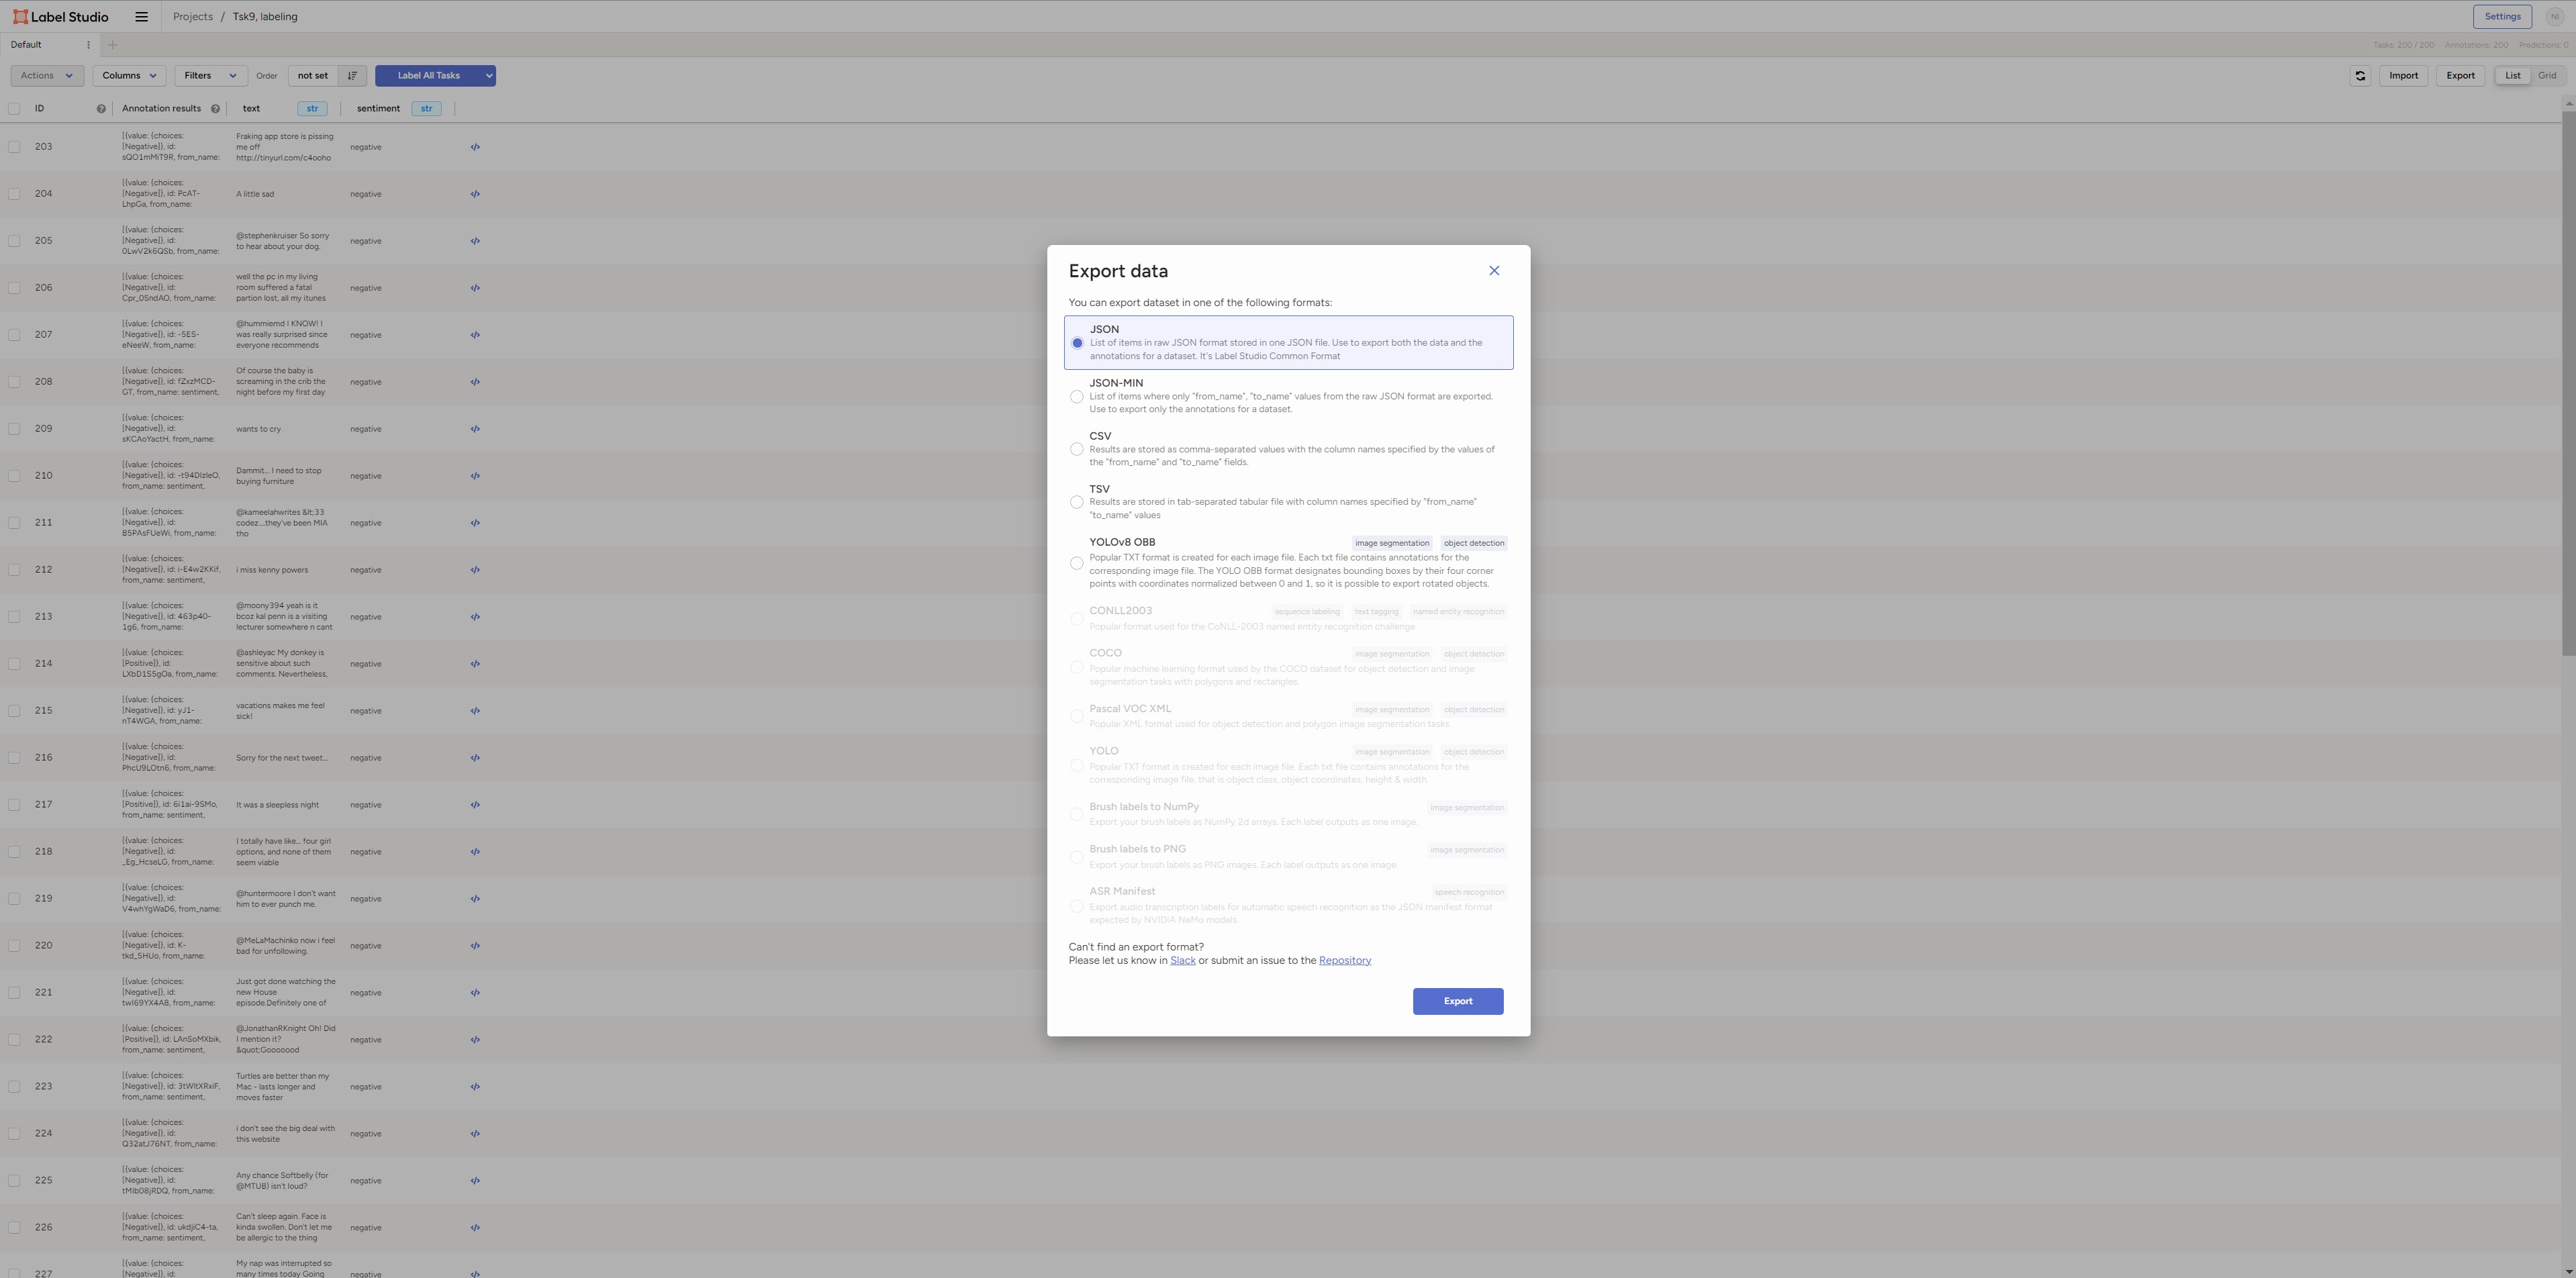 Label Studio
Projects / Tsk9, labeling
Settings
NI
Default
Tasks: 200 / 200 Annotations: 200 Predictions: 0
Actions Columns Filters Order not set Label All Tasks
Import Export List Grid
ID Annotation results text str sentiment str
203
[{value: {choices:
[Negative]}, id:
sQO1mMiT9R, from_name:
Fraking app store is pissing
me off
http://tinyurl.com/c4ooho
negative
204
[{value: {choices:
[Negative]}, id: PcAT-
LhpGa, from_name:
A little sad
negative
205
[{value: {choices:
[Negative]}, id:
0LwV2k6QSb, from_name:
@stephenkruiser So sorry
to hear about your dog.
negative
206
[{value: {choices:
[Negative]}, id:
Cpr_0SndAO, from_name:
well the pc in my living
room suffered a fatal
partion lost, all my itunes
negative
207
[{value: {choices:
[Negative]}, id: -5ES-
eNeeW, from_name:
@hummiemd I KNOW! I
was really surprised since
everyone recommends
negative
208
[{value: {choices:
[Negative]}, id: fZxzMCD-
GT, from_name: sentiment,
Of course the baby is
screaming in the crib the
night before my first day
negative
209
[{value: {choices:
[Negative]}, id:
sKCAoYactH, from_name:
wants to cry
negative
210
[{value: {choices:
[Negative]}, id: -t94DIzleO,
from_name: sentiment,
Dammit... I need to stop
buying furniture
negative
211
[{value: {choices:
[Negative]}, id:
B5PAsFUeWi, from_name:
@kameelahwrites &lt;33
codez....they've been MIA
tho
negative
212
[{value: {choices:
[Negative]}, id: i-E4w2KKif,
from_name: sentiment,
i miss kenny powers
negative
213
[{value: {choices:
[Negative]}, id: 463p40-
1g6, from_name:
@moony394 yeah is it
bcoz kal penn is a visiting
lecturer somewhere n cant
negative
214
[{value: {choices:
[Positive]}, id:
LXbD1S5gOa, from_name:
@ashleyac My donkey is
sensitive about such
comments. Nevertheless,
negative
215
[{value: {choices:
[Negative]}, id: yJ1-
nT4WGA, from_name:
vacations makes me feel
sick!
negative
216
[{value: {choices:
[Negative]}, id:
PhcU9LOtn6, from_name:
Sorry for the next tweet...
negative
217
[{value: {choices:
[Positive]}, id: 6i1ai-9SMo,
from_name: sentiment,
It was a sleepless night
negative
218
[{value: {choices:
[Negative]}, id:
_Eg_HcseLG, from_name:
I totally have like... four girl
options, and none of them
seem viable
negative
219
[{value: {choices:
[Negative]}, id:
V4whYgWaD6, from_name:
@huntermoore I don't want
him to ever punch me.
negative
220
[{value: {choices:
[Negative]}, id: K-
tkd_5HUo, from_name:
@MeLaMachinko now i feel
bad for unfollowing.
negative
221
[{value: {choices:
[Negative]}, id:
twI69YX4A8, from_name:
Just got done watching the
new House
episode.Definitely one of
negative
222
[{value: {choices:
[Positive]}, id: LAnSoMXbik,
from_name: sentiment,
@JonathanRKnight Oh! Did
I mention it?
&quot;Gooooood
negative
223
[{value: {choices:
[Negative]}, id: 3tWItXRxiF,
from_name: sentiment,
Turtles are better than my
Mac - lasts longer and
moves faster
negative
224
[{value: {choices:
[Negative]}, id:
Q32atJ76NT, from_name:
i don't see the big deal with
this website
negative
225
[{value: {choices:
[Negative]}, id:
tMIb08jRDQ, from_name:
Any chance Softbelly (for
@MTUB) isn't loud?
negative
226
[{value: {choices:
[Negative]}, id: ukdjiC4-ta,
from_name: sentiment,
Can't sleep again. Face is
kinda swollen. Don't let me
be allergic to the thing
negative
227
[{value: {choices:
[Negative]}, id:
My nap was interrupted so
many times today Going
negative
Export data
You can export dataset in one of the following formats:
JSON
List of items in raw JSON format stored in one JSON file. Use to export both the data and the
annotations for a dataset. It's Label Studio Common Format
JSON-MIN
List of items where only "from_name", "to_name" values from the raw JSON format are exported.
Use to export only the annotations for a dataset.
CSV
Results are stored as comma-separated values with the column names specified by the values of
the "from_name" and "to_name" fields.
TSV
Results are stored in tab-separated tabular file with column names specified by "from_name"
"to_name" values
YOLOv8 OBB image segmentation object detection
Popular TXT format is created for each image file. Each txt file contains annotations for the
corresponding image file. The YOLO OBB format designates bounding boxes by their four corner
points with coordinates normalized between 0 and 1, so it is possible to export rotated objects.
CONLL2003 sequence labeling text tagging named entity recognition
Popular format used for the CoNLL-2003 named entity recognition challenge.
COCO image segmentation object detection
Popular machine learning format used by the COCO dataset for object detection and image
segmentation tasks with polygons and rectangles.
Pascal VOC XML image segmentation object detection
Popular XML format used for object detection and polygon image segmentation tasks.
YOLO image segmentation object detection
Popular TXT format is created for each image file. Each txt file contains annotations for the
corresponding image file, that is object class, object coordinates, height & width.
Brush labels to NumPy image segmentation
Export your brush labels as NumPy 2d arrays. Each label outputs as one image.
Brush labels to PNG image segmentation
Export your brush labels as PNG images. Each label outputs as one image.
ASR Manifest speech recognition
Export audio transcription labels for automatic speech recognition as the JSON manifest format
expected by NVIDIA NeMo models.
Can't find an export format?
Please let us know in Slack or submit an issue to the Repository
Export